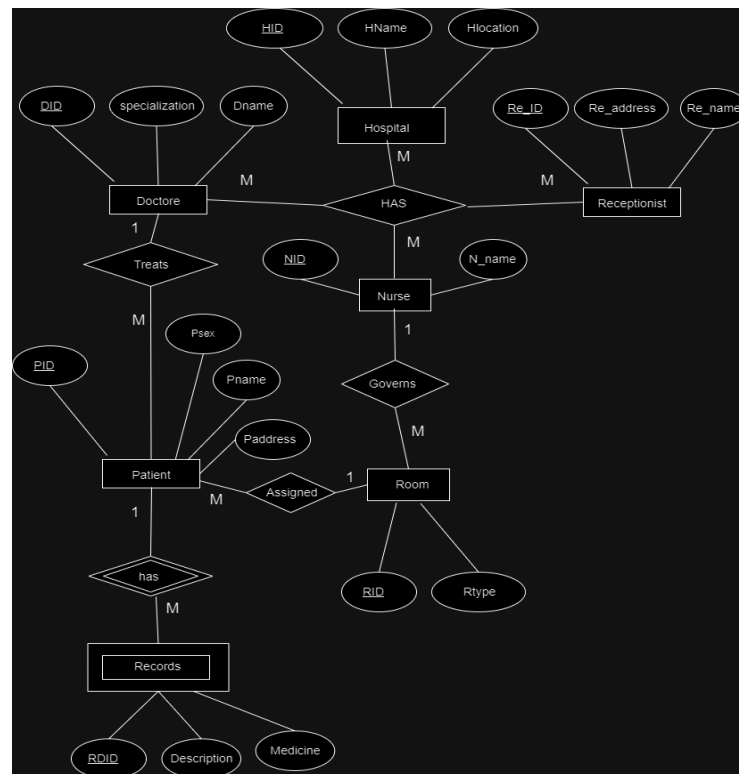 HID
HName
Hlocation
DID
specialization
Dname
Re_ID
Re_address
Re_name
Hospital
M
M
M
Doctore
HAS
Receptionist
1
M
Treats
NID
N_name
Nurse
M
Psex
1
PID
Pname
Governs
Paddress
M
Patient
Assigned
1
Room
M
1
has
RID
Rtype
M
Records
RDID
Description
Medicine